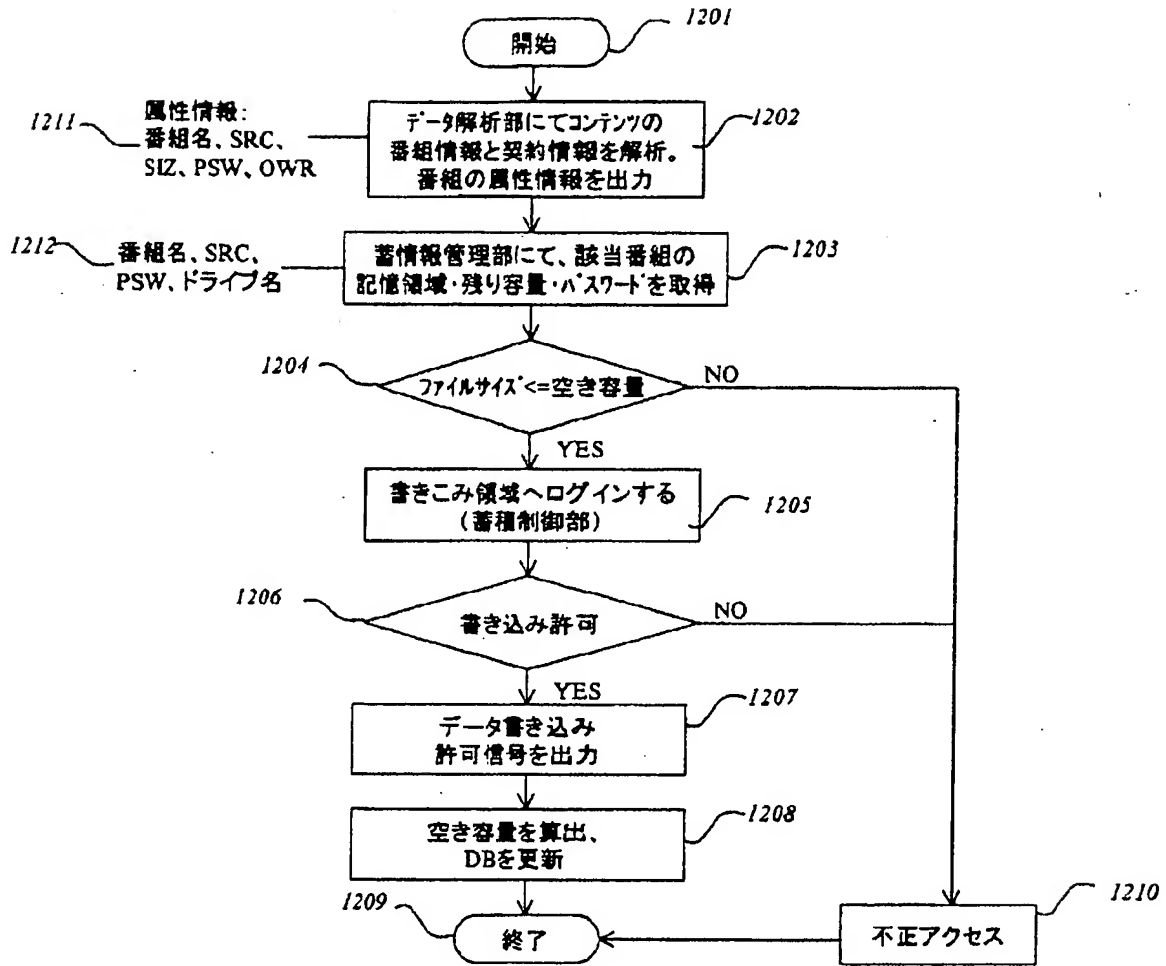 1201
開始
属性情報:
番組名、SRC、
SIZ、PSW、OWR
1211
データ解析部にてコンテンツの
番組情報と契約情報を解析。
番組の属性情報を出力
1202
1212
番組名、SRC、
PSW、ドライブ名
蓄情報管理部にて、該当番組の
記憶領域・残り容量・パスワードを取得
1203
1204
ファイルサイズ<=空き容量
NO
YES
書きこみ領域へログインする
(蓄積制御部)
1205
1206
書き込み許可
NO
YES
データ書き込み
許可信号を出力
1207
空き容量を算出、
DBを更新
1208
1209
終了
不正アクセス
1210